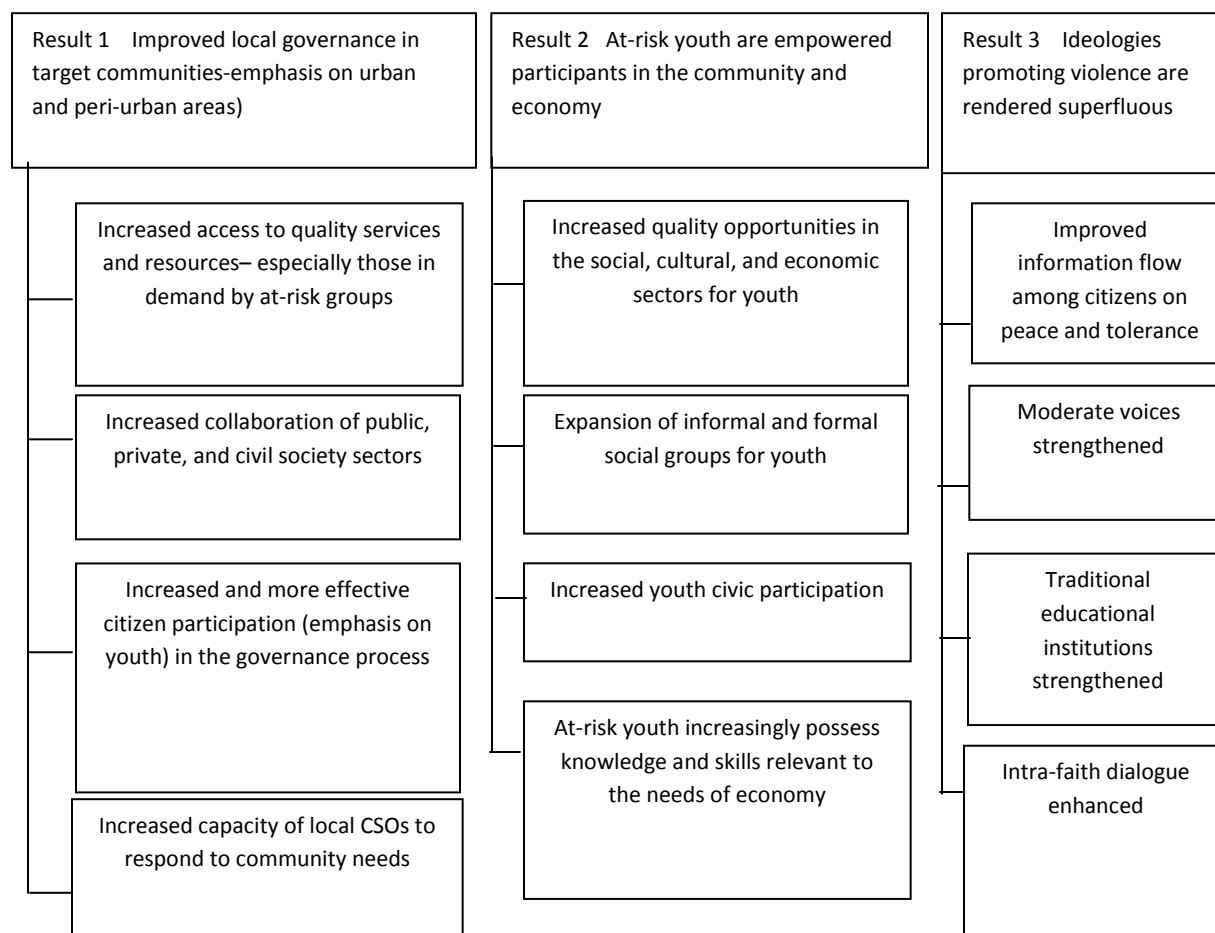 Result 1    Improved local governance in
target communities-emphasis on urban
and peri-urban areas)
Increased access to quality services
and resources– especially those in
demand by at-risk groups
Increased collaboration of public,
private, and civil society sectors
Increased and more effective
citizen participation (emphasis on
youth) in the governance process
Increased capacity of local CSOs to
respond to community needs
Result 2   At-risk youth are empowered
participants in the community and
economy
Increased quality opportunities in
the social, cultural, and economic
sectors for youth
Expansion of informal and formal
social groups for youth
Increased youth civic participation
At-risk youth increasingly possess
knowledge and skills relevant to
the needs of economy
Result 3    Ideologies
promoting violence are
rendered superfluous
Improved
information flow
among citizens on
peace and tolerance
Moderate voices
strengthened
Traditional
educational
institutions
strengthened
Intra-faith dialogue
enhanced